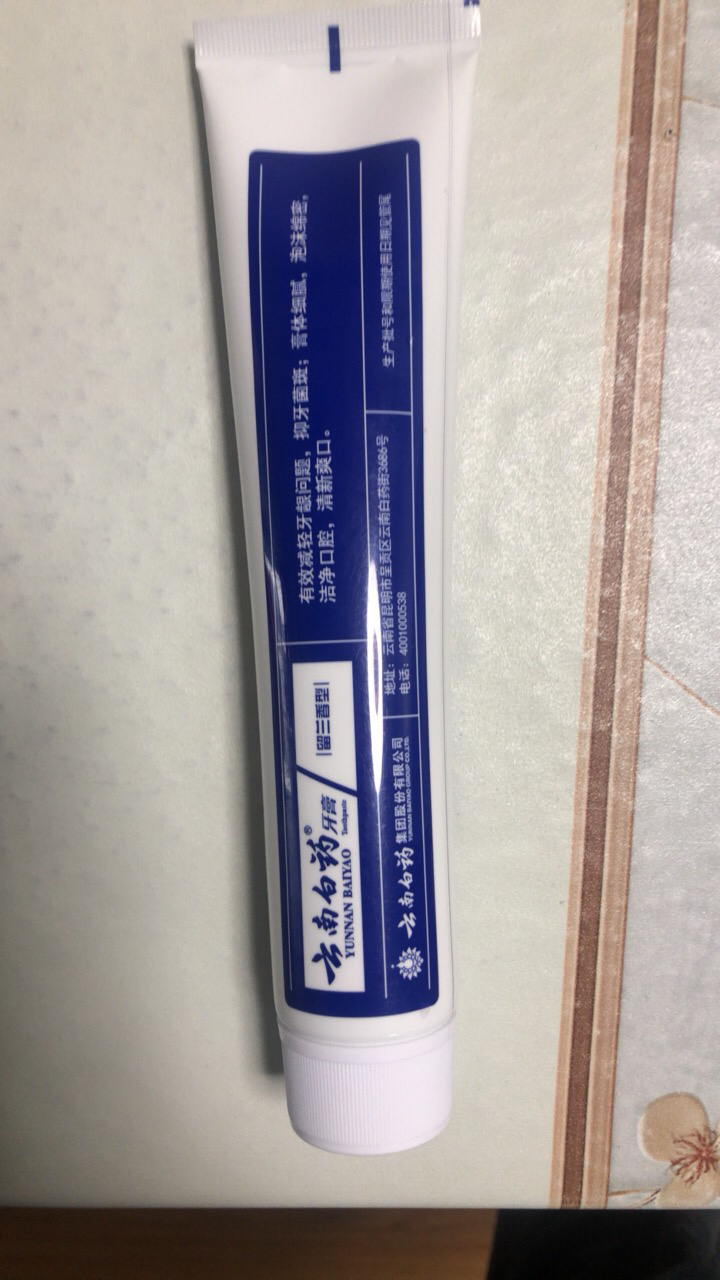 云南白药®牙膏
YUNNAN BAIYAO Toothpaste
留兰香型
有效减轻牙龈问题，抑牙菌斑；膏体细腻，泡沫绵密，
洁净口腔，清新爽口。
云南白药集团股份有限公司
YUNNAN BAIYAO GROUP CO.,LTD.
地址：云南省昆明市呈贡区云南白药街3686号
电话：4001000538
生产批号和限期使用日期见管尾